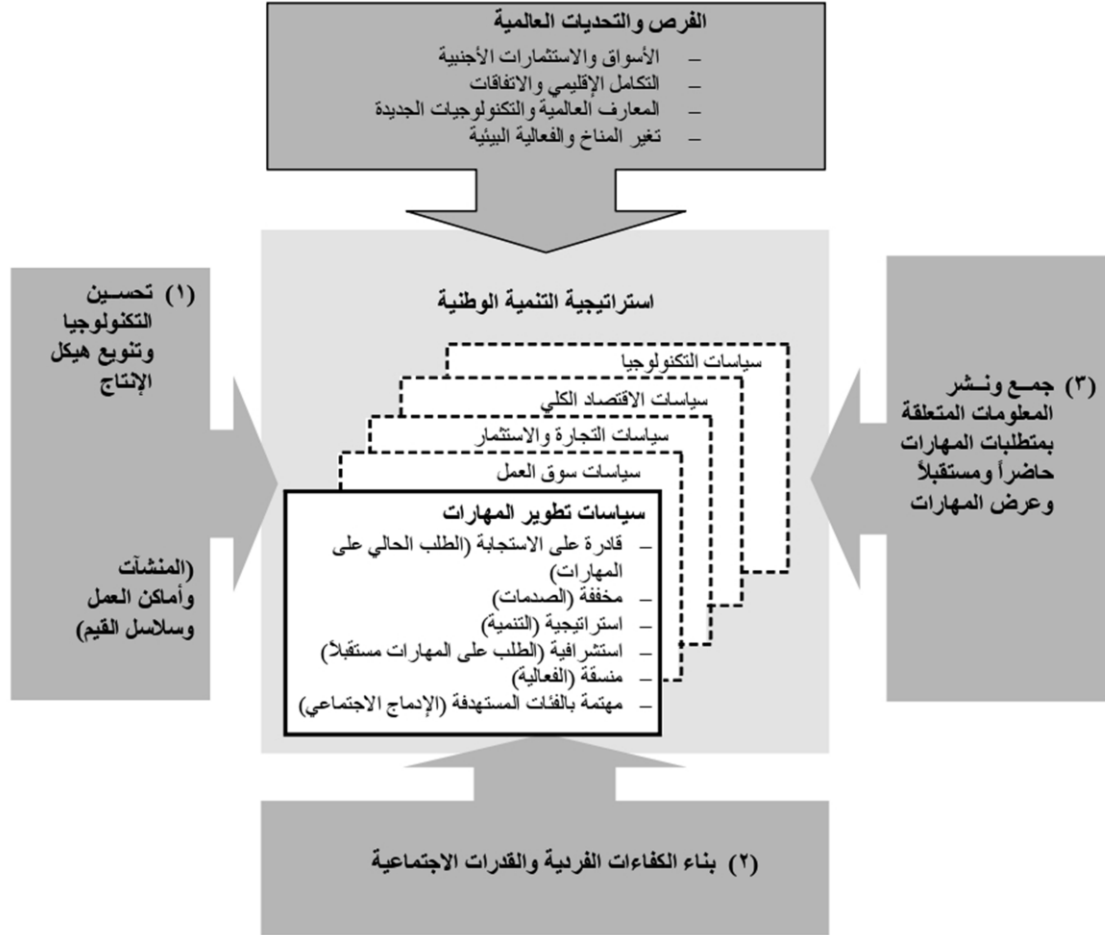 الفرص والتحديات العالمية
– الأسواق والاستثمارات الأجنبية
– التكامل الإقليمي والاتفاقات
– المعارف العالمية والتكنولوجيات الجديدة
– تغير المناخ والفعالية البيئية
(١) تحســين
التكنولوجيا
وتنويع هيكل
الإنتاج
(المنشآت
وأماكن العمل
وسلاسل القيم)
استراتيجية التنمية الوطنية
سياسات التكنولوجيا
سياسات الاقتصاد الكلي
سياسات التجارة والاستثمار
سياسات سوق العمل
سياسات تطوير المهارات
– قادرة على الاستجابة (الطلب الحالي على
المهارات)
– مخففة (الصدمات)
– استراتيجية (التنمية)
– استشرافية (الطلب على المهارات مستقبلاً)
– منسقة (الفعالية)
– مهتمة بالفئات المستهدفة (الإدماج الاجتماعي)
(٣) جمــع ونــشر
المعلومات المتعلقة
بمتطلبات المهارات
حاضراً ومستقبلاً
وعرض المهارات
(٢) بناء الكفاءات الفردية والقدرات الاجتماعية